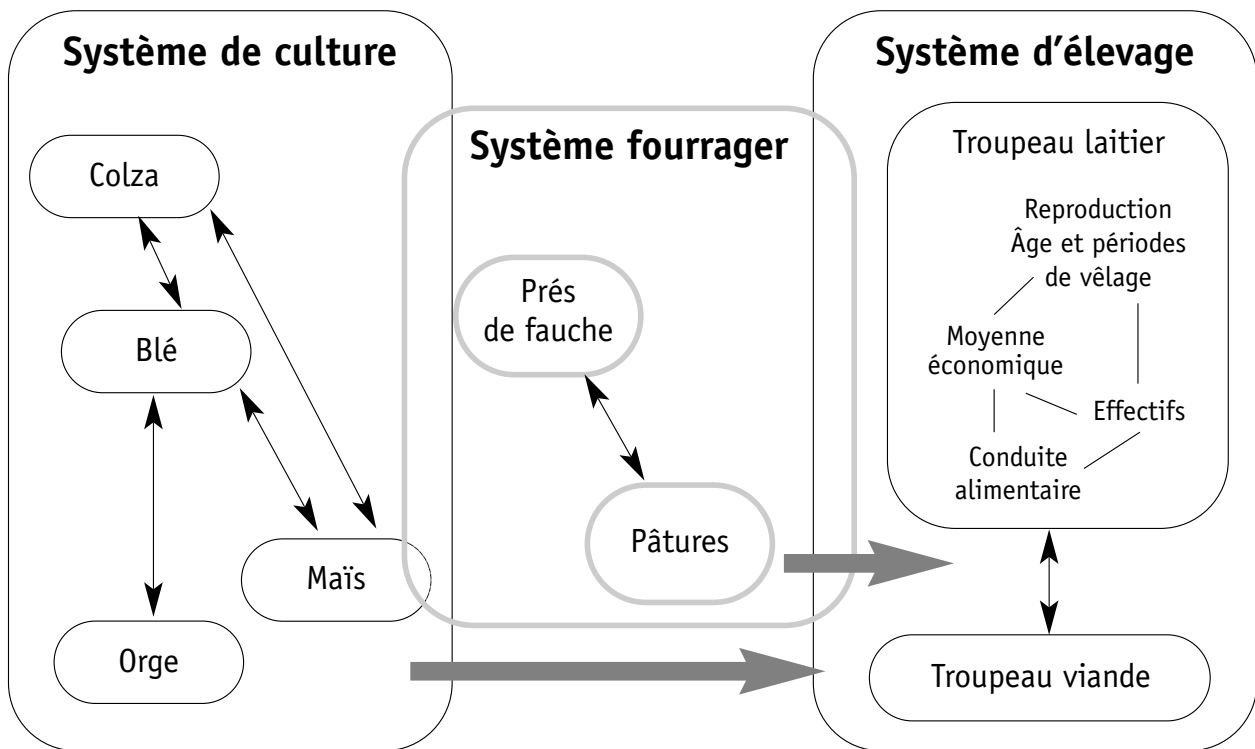 Système de culture
Colza
Blé
Maïs
Orge
Système fourrager
Prés
de fauche
Pâtures
Système d’élevage
Troupeau laitier
Reproduction
Âge et périodes
de vêlage
Moyenne
économique
Effectifs
Conduite
alimentaire
Troupeau viande